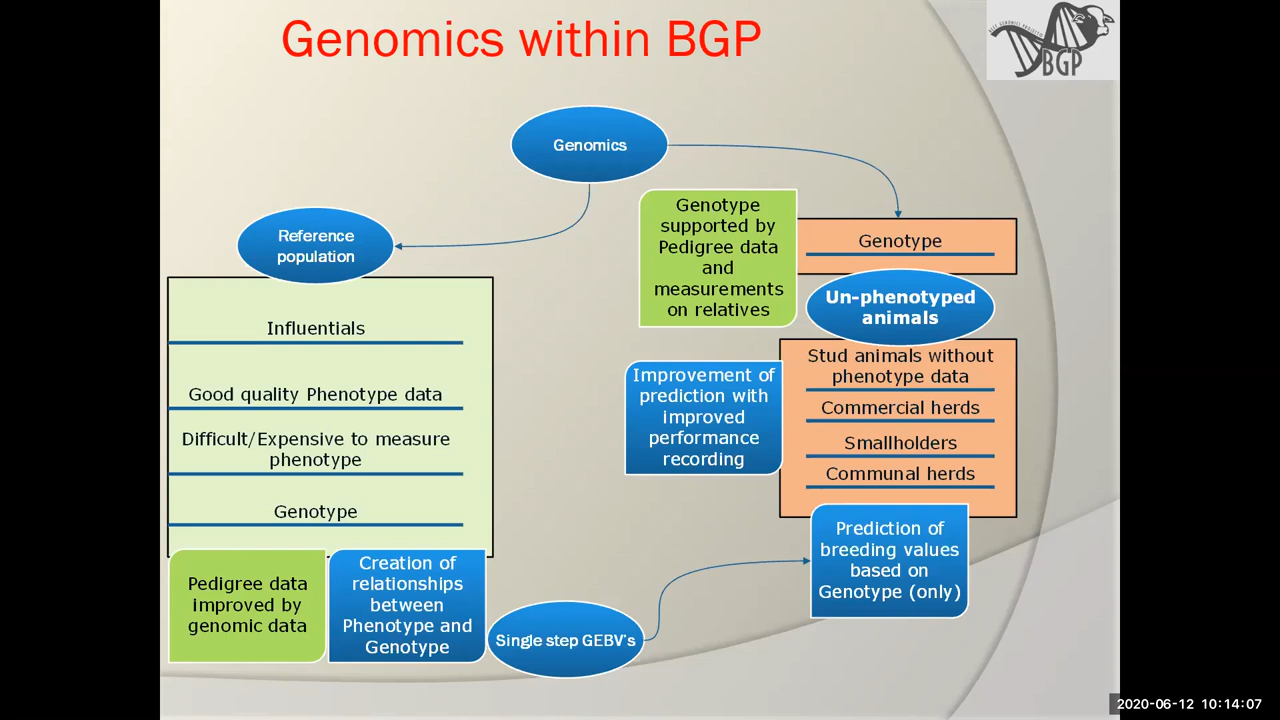 Genomics within BGP
BGP
Genomics
Reference
population
Influentials
Good quality Phenotype data
Difficult/Expensive to measure
phenotype
Genotype
Pedigree data
improved by
genomic data
Creation of
relationships
between
Phenotype and
Genotype
Single step GEBV's
Genotype
supported by
Pedigree data
and
measurements
on relatives
Genotype
Un-phenotyped
animals
Improvement of
prediction with
improved
performance
recording
Stud animals without
phenotype data
Commercial herds
Smallholders
Communal herds
Prediction of
breeding values
based on
Genotype (only)
2020-06-12 10:14:07